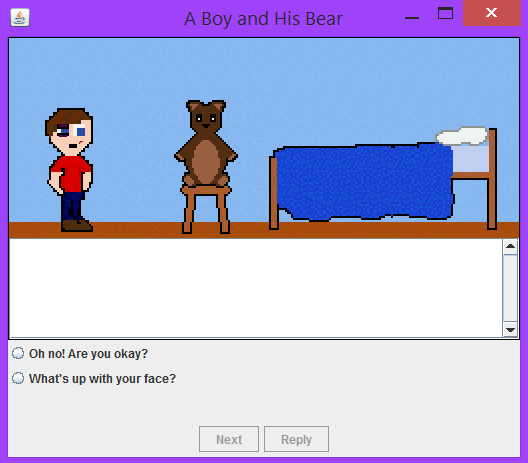 A Boy and His Bear
Oh no! Are you okay?
What's up with your face?
Next
Reply